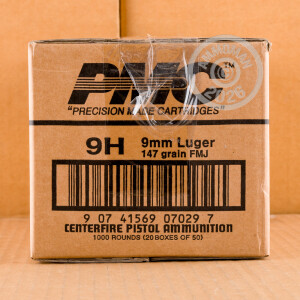 PMC™
"PRECISION MADE CARTRIDGES"
9H 9mm Luger
147 grain FMJ
9 07 41569 07029 7
CENTERFIRE PISTOL AMMUNITION
1000 ROUNDS (20 BOXES OF 50)